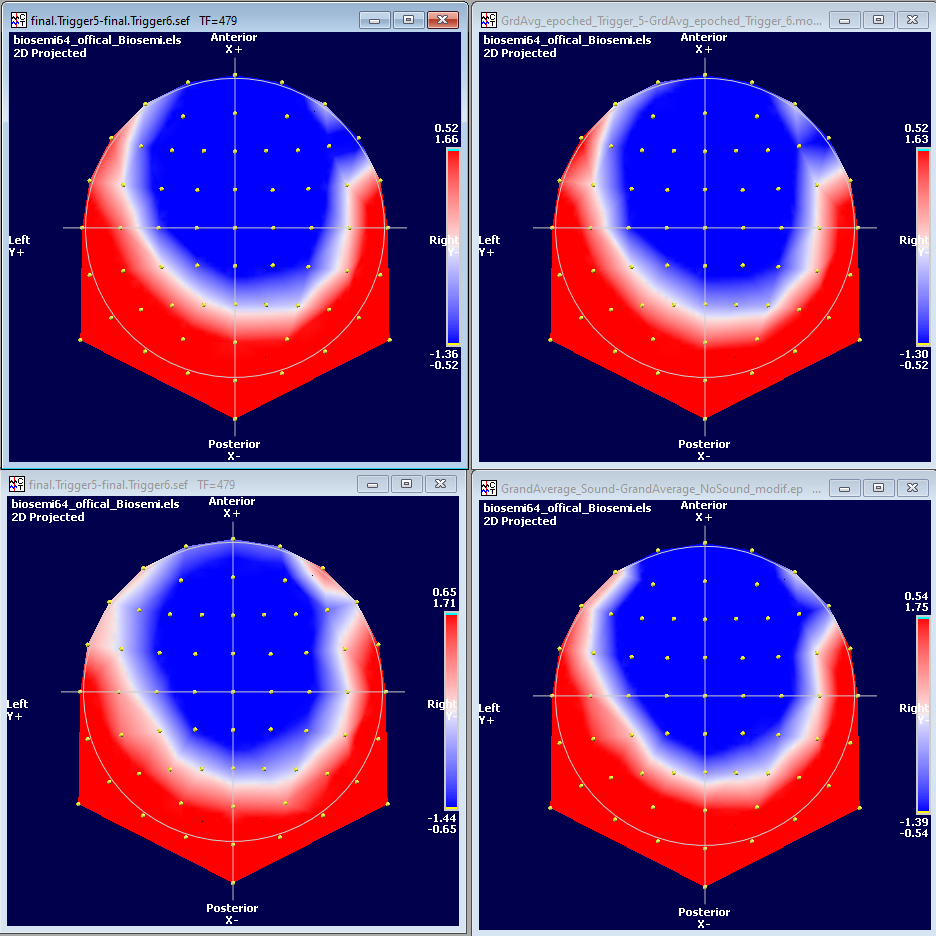 final.Trigger5-final.Trigger6.sef TF=479
biosemi64_offical_Biosemi.els
2D Projected
Anterior
X+
0.52
1.66
Left
Y+
Right
Y-
-1.36
-0.52
Posterior
X-
GrdAvg_epoched_Trigger_5-GrdAvg_epoched_Trigger_6.mo...
biosemi64_offical_Biosemi.els
2D Projected
Anterior
X+
0.52
1.63
Left
Y+
Right
Y-
-1.30
-0.52
Posterior
X-
final.Trigger5-final.Trigger6.sef TF=479
biosemi64_offical_Biosemi.els
2D Projected
Anterior
X+
0.65
1.71
Left
Y+
Right
Y-
-1.44
-0.65
Posterior
X-
GrandAverage_Sound-GrandAverage_NoSound_modif.ep ...
biosemi64_offical_Biosemi.els
2D Projected
Anterior
X+
0.54
1.75
Left
Y+
Right
Y-
-1.39
-0.54
Posterior
X-